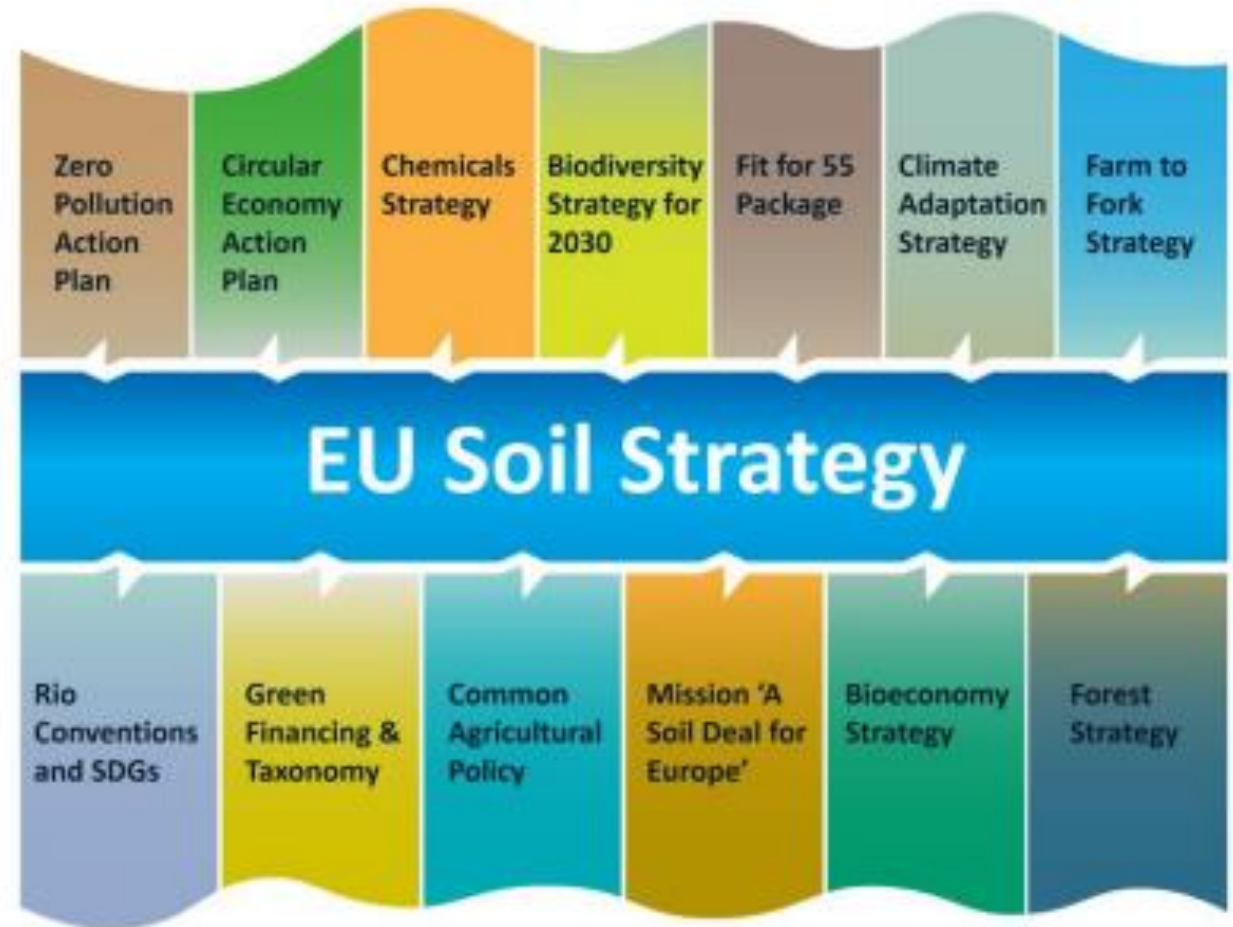 Zero
Pollution
Action
Plan
Circular
Economy
Action
Plan
Chemicals
Strategy
Biodiversity
Strategy for
2030
Fit for 55
Package
Climate
Adaptation
Strategy
Farm to
Fork
Strategy
EU Soil Strategy
Rio
Conventions
and SDGs
Green
Financing &
Taxonomy
Common
Agricultural
Policy
Mission ‘A
Soil Deal for
Europe’
Bioeconomy
Strategy
Forest
Strategy